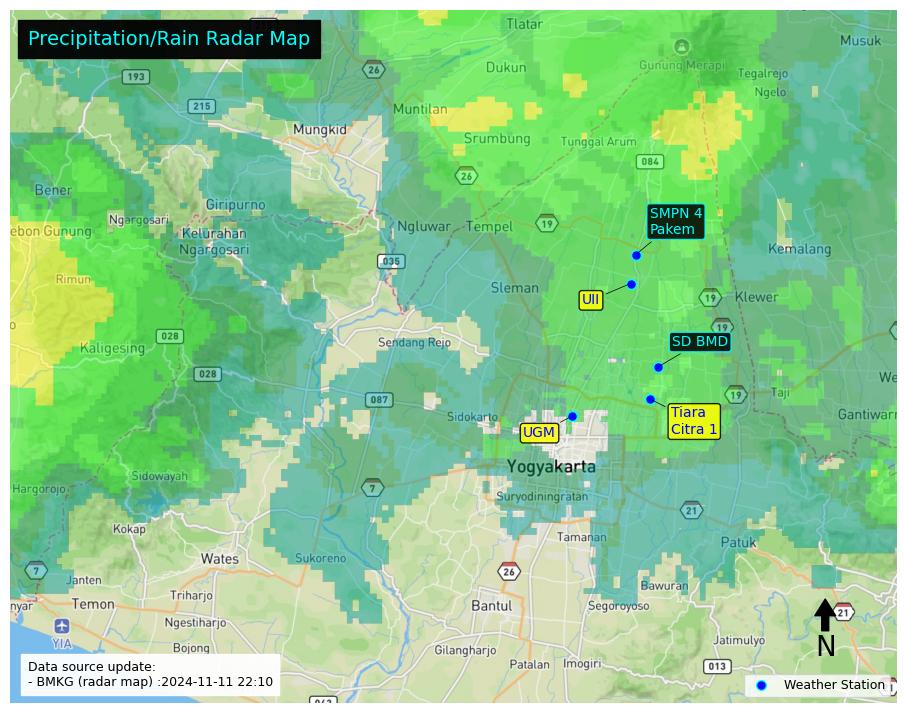 Precipitation/Rain Radar Map
Tlatar
Musuk
Gunung Merapi
Tegalrejo
Dukun
26
193
Ngelo
215
Muntilan
Mungkid
Srumbung
Tunggal Arum
084
26
Bener
Giripurno
SMPN 4
Pakem
Ngargosari
Ngluwar
Tempel
19
ebon Gunung
Kelurahan
Ngargosari
Kemalang
035
Rimun
Sleman
UII
19
Klewer
19
028
Sendang Rejo
SD BMD
Kaligesing
028
We
087
Taji
19
Sidokarto
Tiara
Citra 1
Gantiwarr
UGM
Yogyakarta
Sidowayah
Hargorojo
7
Suryodiningratan
21
Kokap
Tamanan
Patuk
Wates
Sukoreno
7
Janten
26
Bawuran
Triharjo
nyar
Temon
Bantul
Segoroyoso
21
Ngestiharjo
YIA
Jatimulyo
N
Bojong
Gilangharjo
Patalan
Imogiri
013
Data source update:
- BMKG (radar map) :2024-11-11 22:10
Weather Station